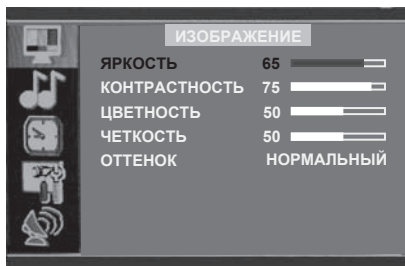 ИЗОБРАЖЕНИЕ
ЯРКОСТЬ 65
КОНТРАСТНОСТЬ 75
ЦВЕТНОСТЬ 50
ЧЕТКОСТЬ 50
ОТТЕНОК НОРМАЛЬНЫЙ